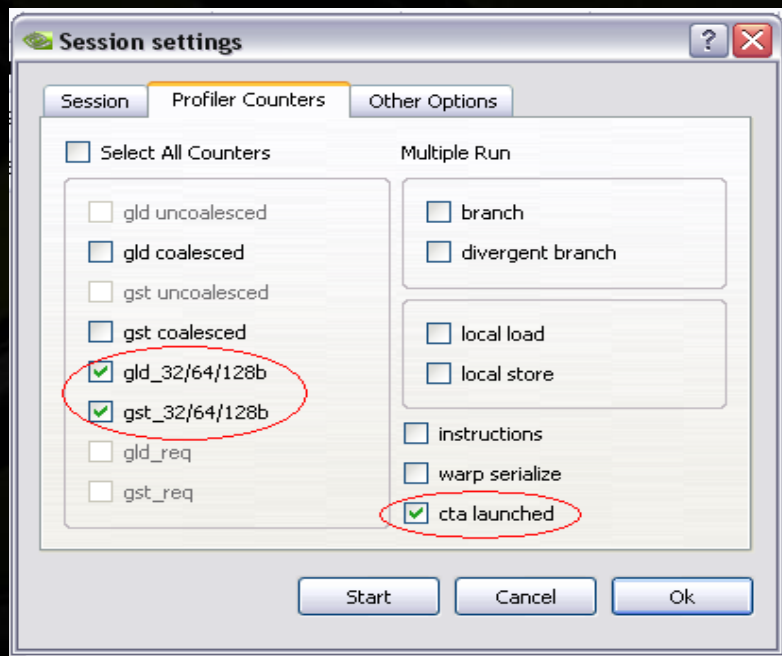 Session settings
Session
Profiler Counters
Other Options
Select All Counters
gld uncoalesced
gld coalesced
gst uncoalesced
gst coalesced
gld_32/64/128b
gst_32/64/128b
gld_req
gst_req
Multiple Run
branch
divergent branch
local load
local store
instructions
warp serialize
cta launched
Start
Cancel
Ok